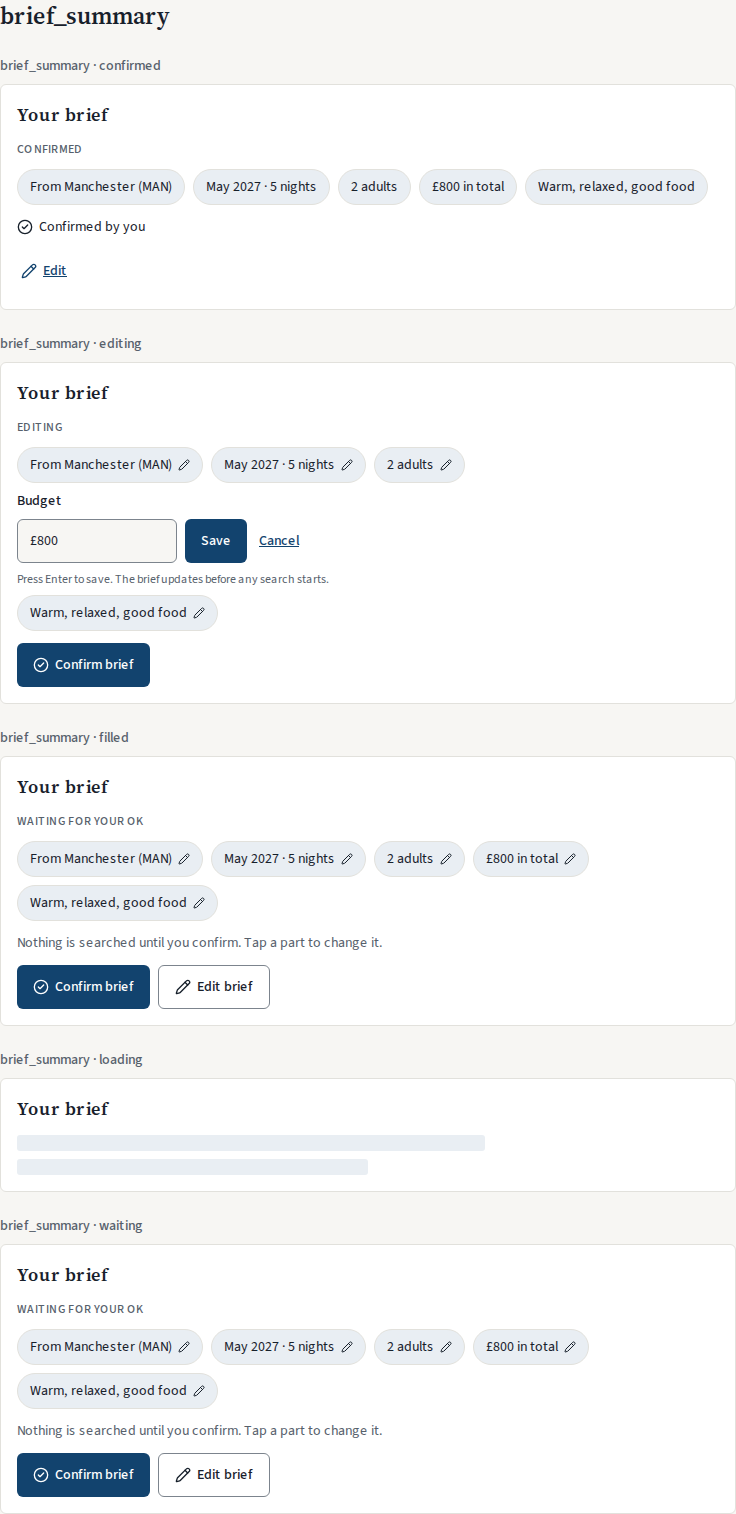 brief_summary
brief_summary · confirmed
Your brief
CONFIRMED
From Manchester (MAN) May 2027 · 5 nights 2 adults £800 in total Warm, relaxed, good food
Confirmed by you
Edit
brief_summary · editing
Your brief
EDITING
From Manchester (MAN) May 2027 · 5 nights 2 adults
Budget
£800 Save Cancel
Press Enter to save. The brief updates before any search starts.
Warm, relaxed, good food
Confirm brief
brief_summary · filled
Your brief
WAITING FOR YOUR OK
From Manchester (MAN) May 2027 · 5 nights 2 adults £800 in total
Warm, relaxed, good food
Nothing is searched until you confirm. Tap a part to change it.
Confirm brief Edit brief
brief_summary · loading
Your brief
brief_summary · waiting
Your brief
WAITING FOR YOUR OK
From Manchester (MAN) May 2027 · 5 nights 2 adults £800 in total
Warm, relaxed, good food
Nothing is searched until you confirm. Tap a part to change it.
Confirm brief Edit brief